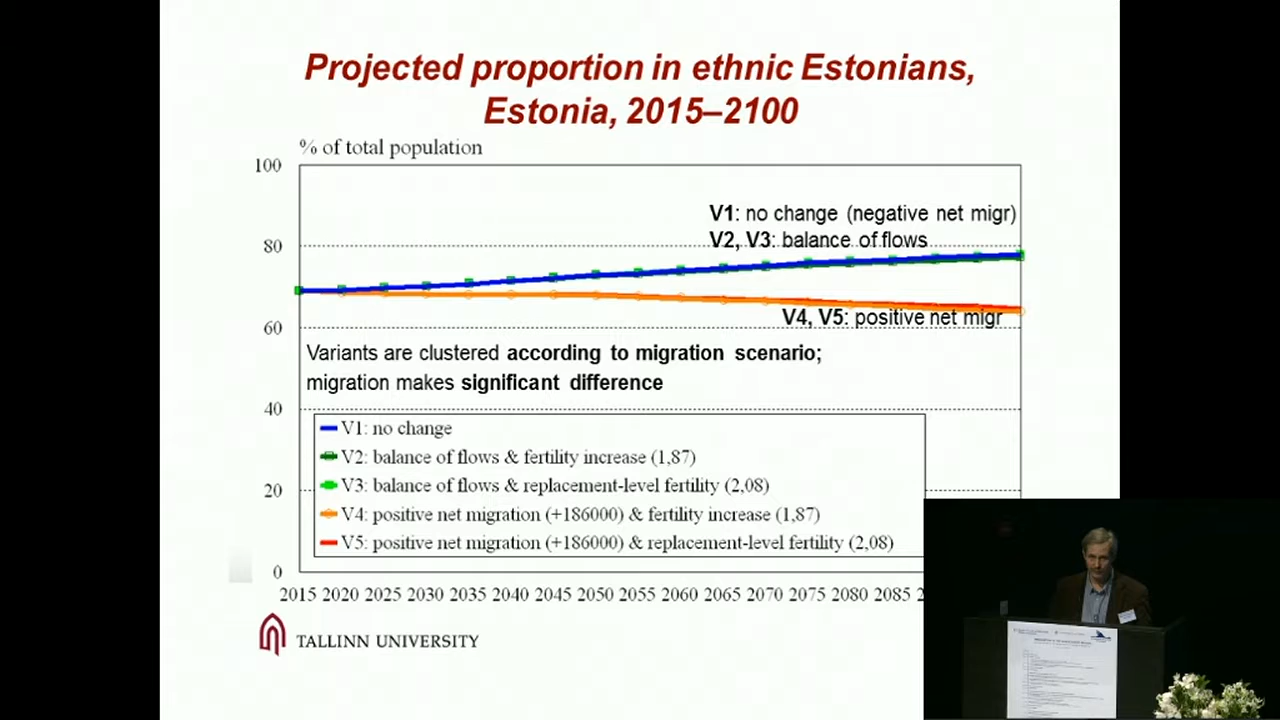 Projected proportion in ethnic Estonians,
Estonia, 2015–2100
% of total population
100
80
60
40
20
0
V1: no change (negative net migr)
V2, V3: balance of flows
V4, V5: positive net migr
Variants are clustered according to migration scenario;
migration makes significant difference
V1: no change
V2: balance of flows & fertility increase (1,87)
V3: balance of flows & replacement-level fertility (2,08)
V4: positive net migration (+186000) & fertility increase (1,87)
V5: positive net migration (+186000) & replacement-level fertility (2,08)
2015 2020 2025 2030 2035 2040 2045 2050 2055 2060 2065 2070 2075 2080 2085 2
TALLINN UNIVERSITY